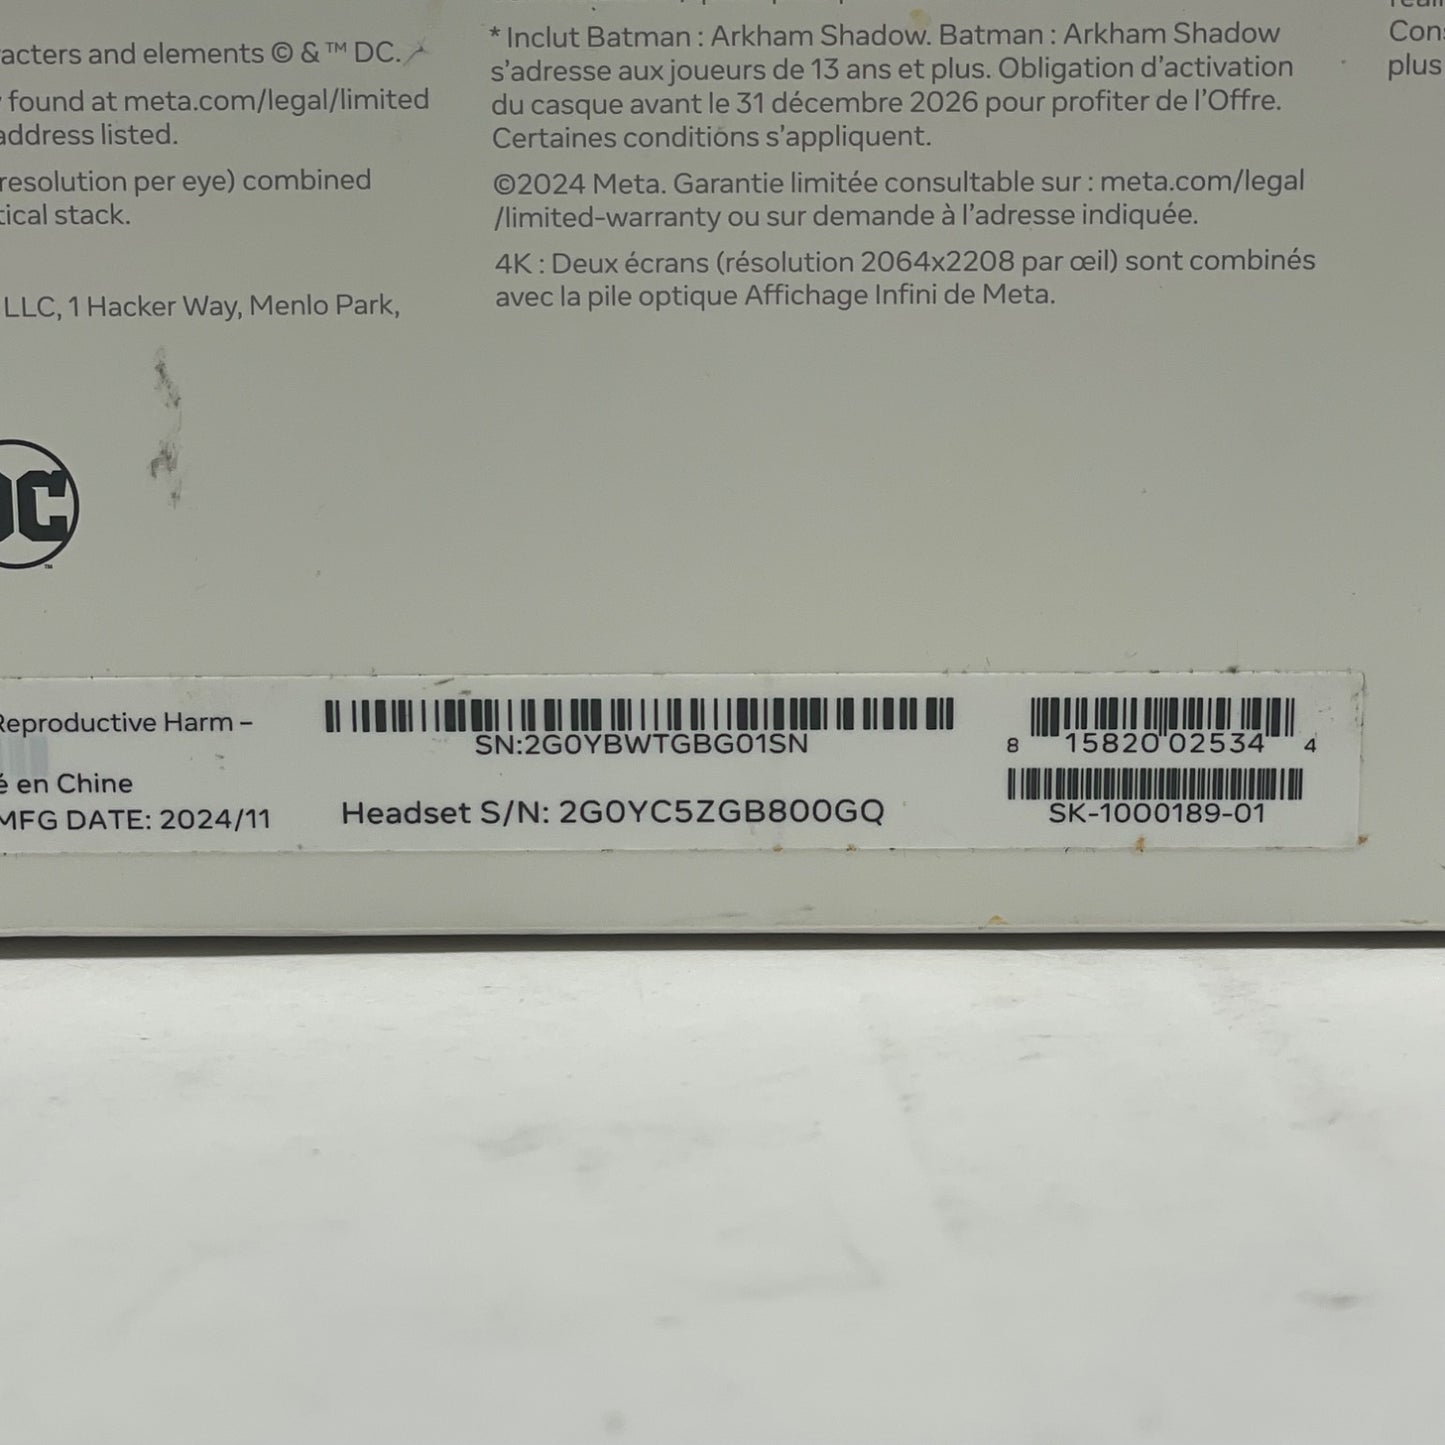 acters and elements © & ™ DC.
found at meta.com/legal/limited
address listed.
resolution per eye) combined
tical stack.
LLC, 1 Hacker Way, Menlo Park,
DC
™
* Inclut Batman : Arkham Shadow. Batman : Arkham Shadow
s'adresse aux joueurs de 13 ans et plus. Obligation d'activation
du casque avant le 31 décembre 2026 pour profiter de l'Offre.
Certaines conditions s'appliquent.
©2024 Meta. Garantie limitée consultable sur : meta.com/legal
/limited-warranty ou sur demande à l'adresse indiquée.
4K : Deux écrans (résolution 2064x2208 par œil) sont combinés
avec la pile optique Affichage Infini de Meta.
Con
plus
Reproductive Harm –
é en Chine
MFG DATE: 2024/11
SN:2G0YBWTGBG01SN
Headset S/N: 2G0YC5ZGB800GQ
8 15820 02534 4
SK-1000189-01